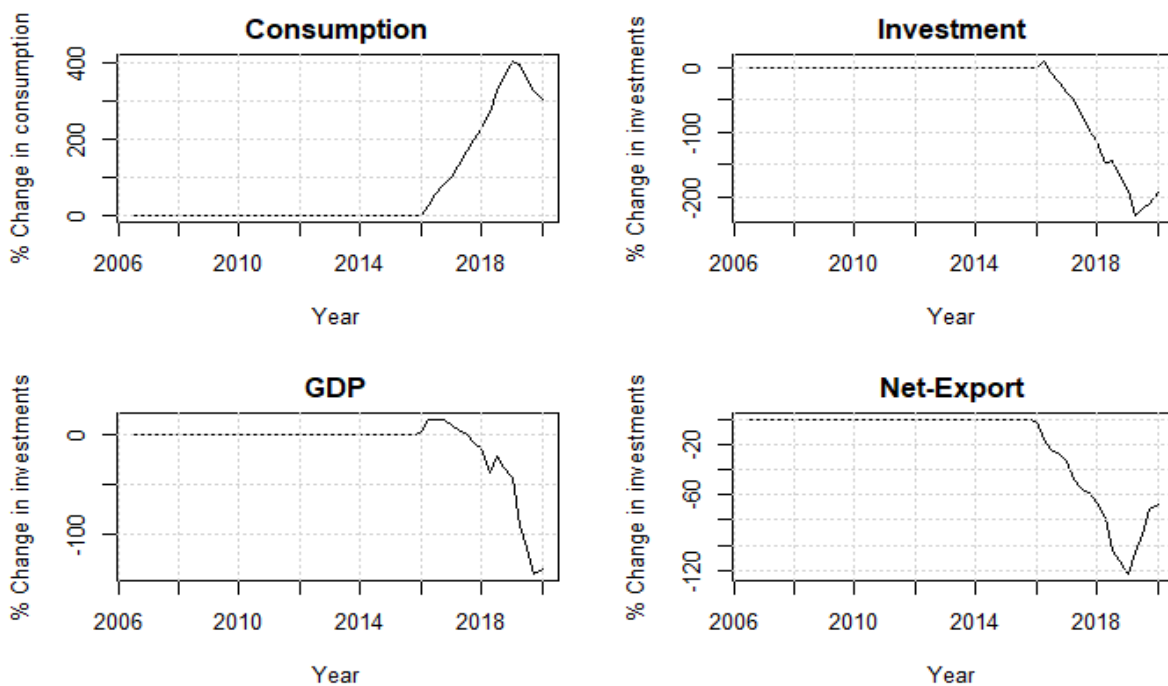 Consumption
% Change in consumption
400
200
0
2006 2010 2014 2018
Year
Investment
% Change in investments
0
-100
-200
2006 2010 2014 2018
Year
GDP
% Change in investments
0
-100
2006 2010 2014 2018
Year
Net-Export
% Change in investments
-20
-60
-120
2006 2010 2014 2018
Year